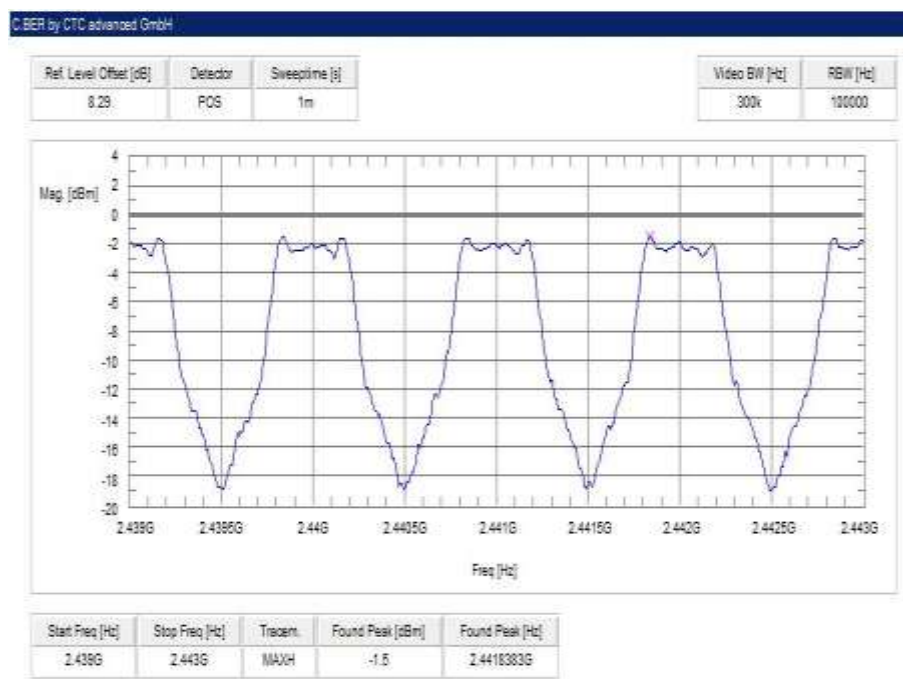 C.BER by CTC advanced GmbH
Ref. Level Offset [dB] Detector Sweeptime [s] Video BW [Hz] RBW [Hz]
8.29 POS 1m 300k 100000
Mag. [dBm]
4
2
0
-2
-4
-6
-8
-10
-12
-14
-16
-18
-20
2.439G 2.4395G 2.44G 2.4405G 2.441G 2.4415G 2.442G 2.4425G 2.443G
Freq [Hz]
Start Freq [Hz] Stop Freq [Hz] Tracem. Found Peak [dBm] Found Peak [Hz]
2.439G 2.443G MAXH -1.5 2.4418383G